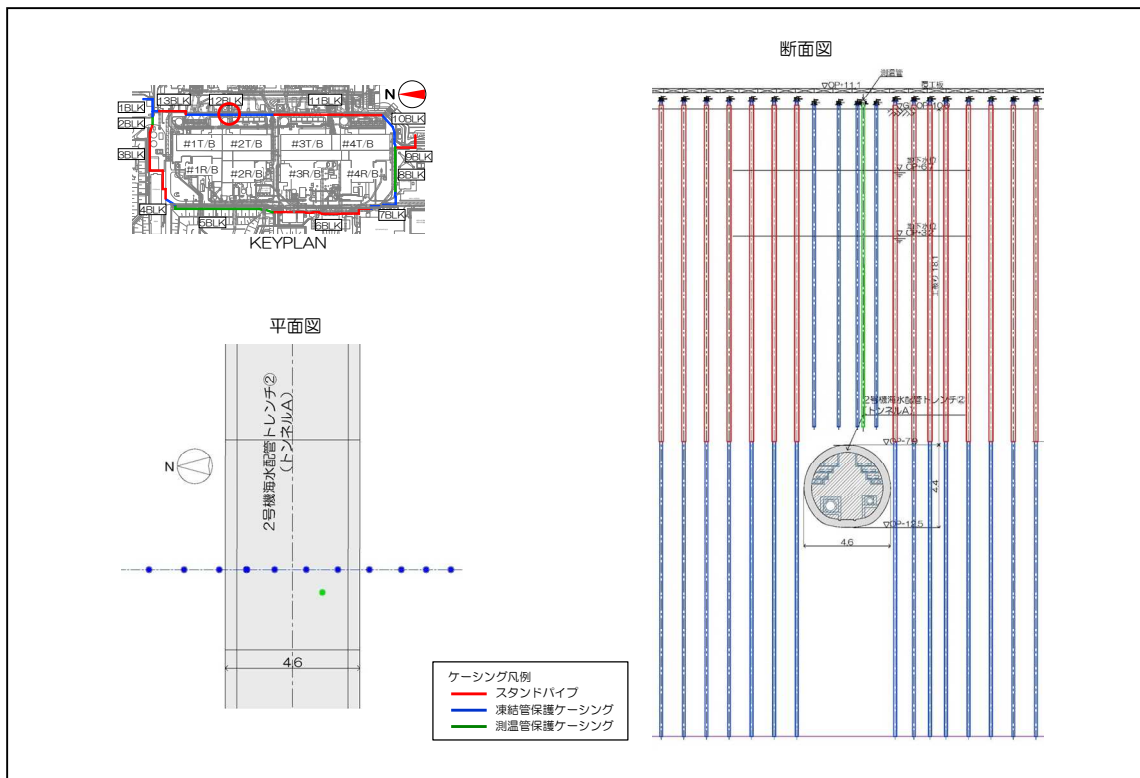 断面図
測温管
▽OP-11.1
覆工板
1BLK
13BLK
12BLK
11BLK
N
2BLK
10BLK
#1T/B
#2T/B
#3T/B
#4T/B
3BLK
9BLK
#1R/B
#2R/B
#3R/B
#4R/B
8BLK
4BLK
5BLK
6BLK
7BLK
KEYPLAN
平面図
2号機海水配管トレンチ②
(トンネルA)
N
4.6
2号機海水配管トレンチ②
(トンネルA)
▽OP-7.9
4.4
▽OP-12.5
4.6
ケーシング凡例
スタンドパイプ
凍結管保護ケーシング
測温管保護ケーシング